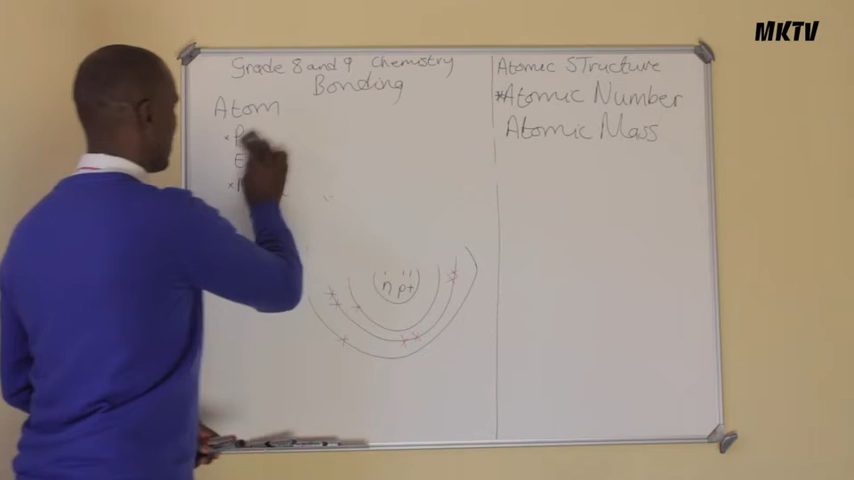 MKTV
Grade 8 and 9 Chemistry
Bonding
Atom
Atomic STructure
*Atomic Number
Atomic Mass
n p+